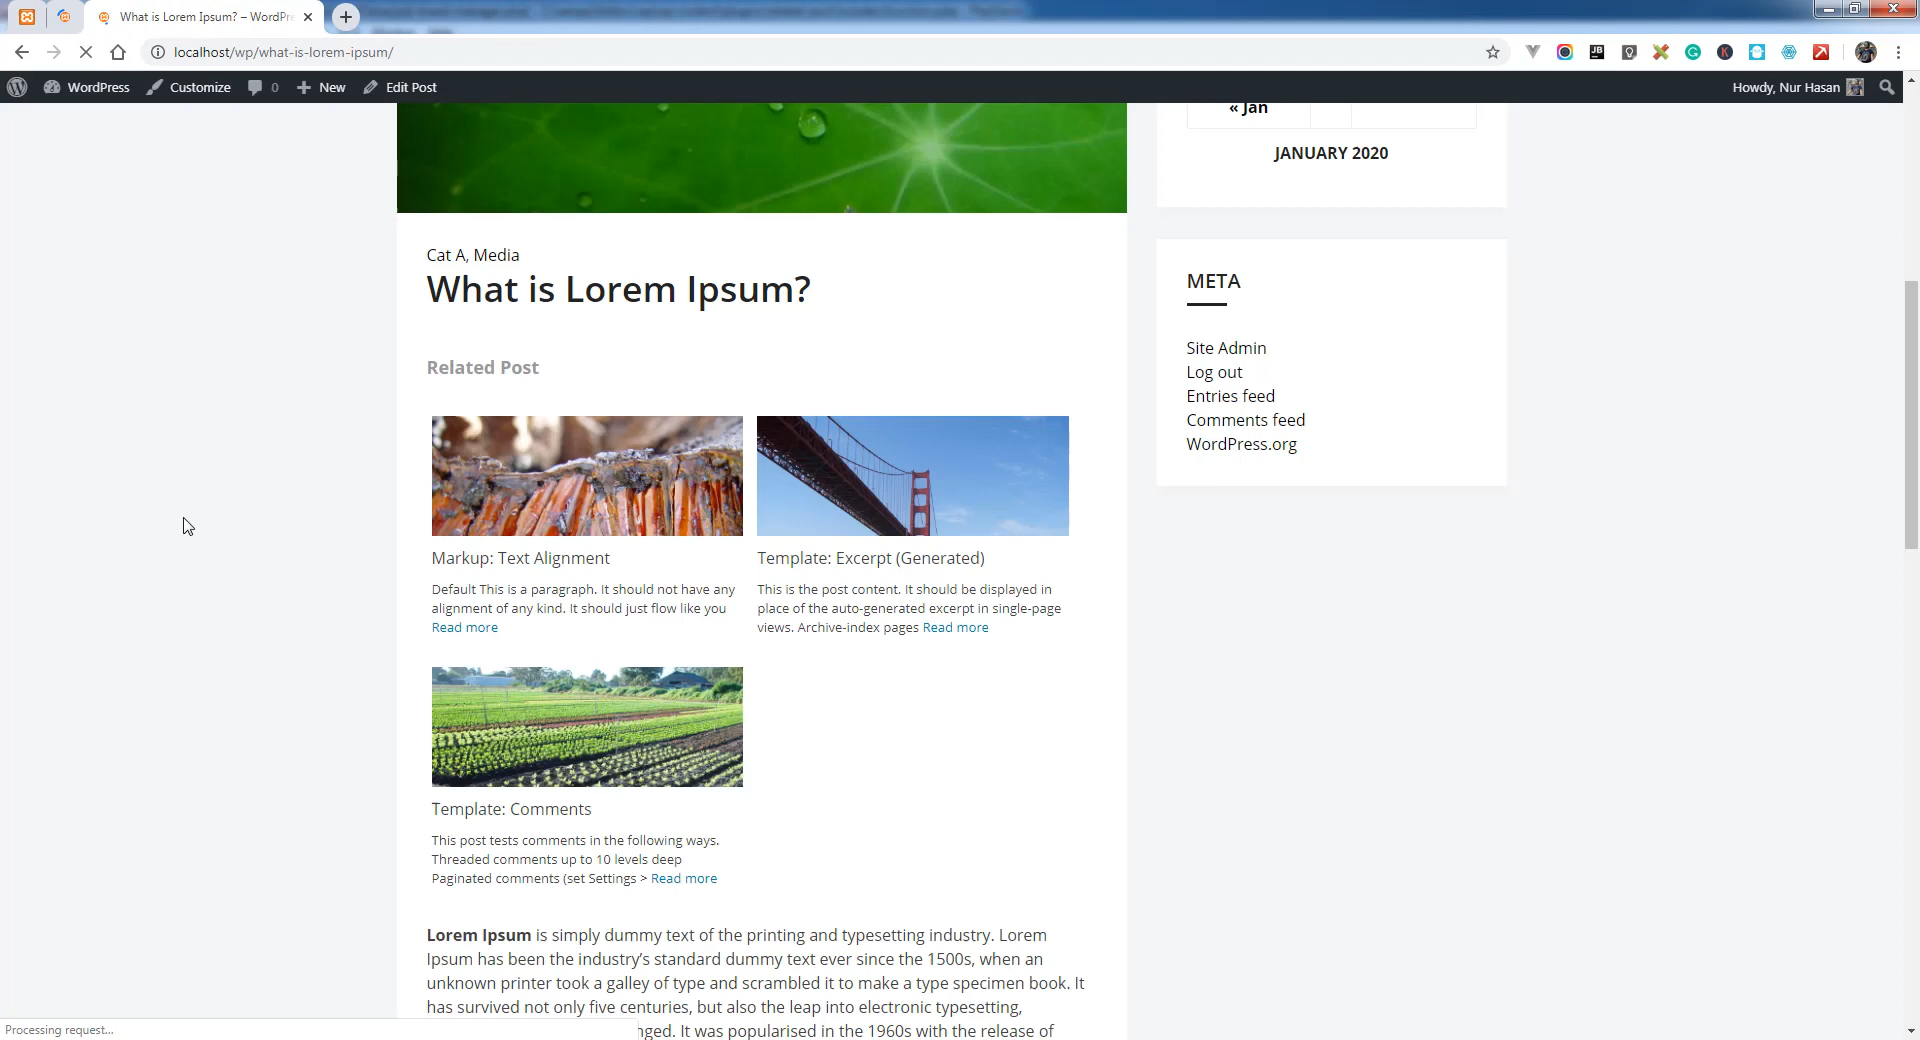 What is Lorem Ipsum? – WordPre
localhost/wp/what-is-lorem-ipsum/
WordPress Customize 0 New Edit Post
Howdy, Nur Hasan
« Jan
JANUARY 2020
Cat A, Media
What is Lorem Ipsum?
META
Site Admin
Log out
Entries feed
Comments feed
WordPress.org
Related Post
Markup: Text Alignment
Default This is a paragraph. It should not have any
alignment of any kind. It should just flow like you
Read more
Template: Excerpt (Generated)
This is the post content. It should be displayed in
place of the auto-generated excerpt in single-page
views. Archive-index pages Read more
Template: Comments
This post tests comments in the following ways.
Threaded comments up to 10 levels deep
Paginated comments (set Settings > Read more
Lorem Ipsum is simply dummy text of the printing and typesetting industry. Lorem
Ipsum has been the industry’s standard dummy text ever since the 1500s, when an
unknown printer took a galley of type and scrambled it to make a type specimen book. It
has survived not only five centuries, but also the leap into electronic typesetting,
nged. It was popularised in the 1960s with the release of
Processing request...